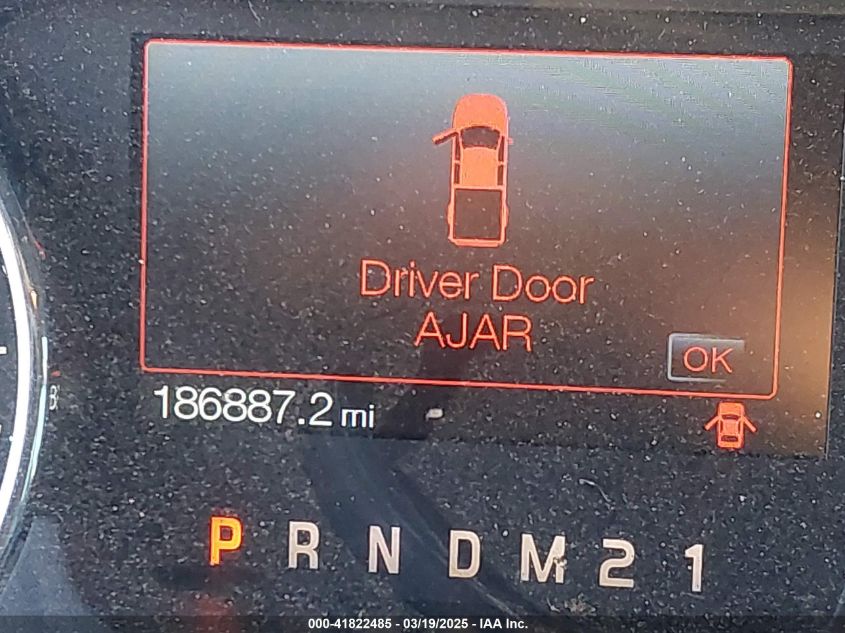 Driver Door
AJAR
OK
186887.2 mi
P R N D M 2 1
000-41822485 - 03/19/2025 - IAA Inc.